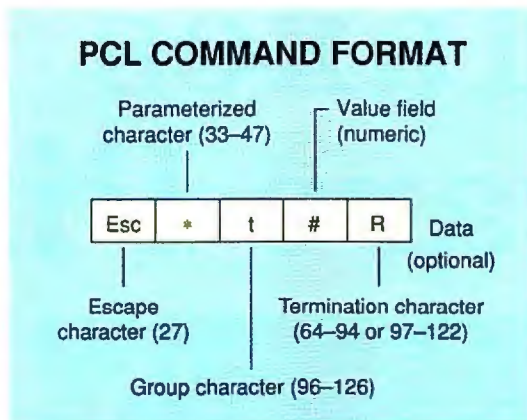 PCL COMMAND FORMAT
Parameterized
character (33–47)
Value field
(numeric)
Esc * t # R
Data
(optional)
Escape
character (27)
Termination character
(64–94 or 97–122)
Group character (96–126)